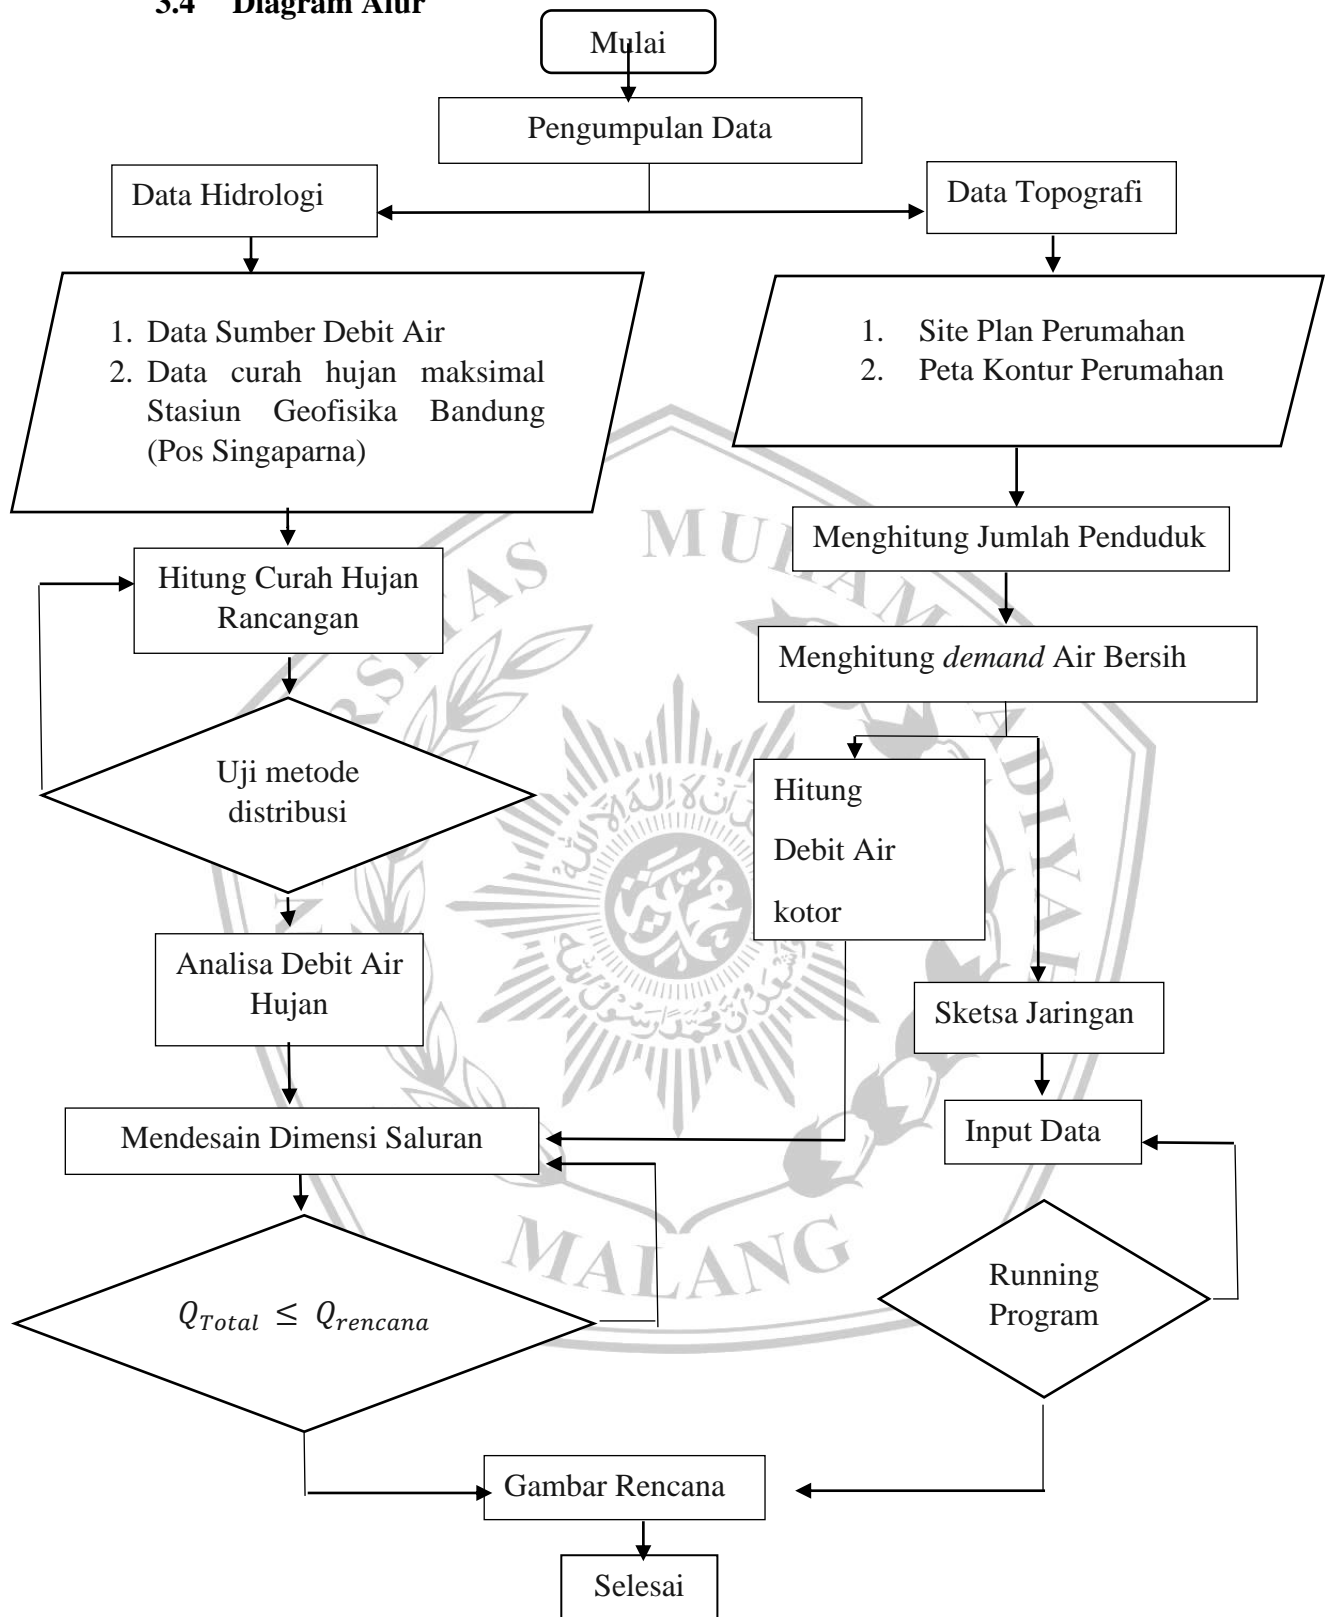 3.4 Diagram Alur
Mulai
Pengumpulan Data
Data Hidrologi
Data Topografi
1. Data Sumber Debit Air
2. Data curah hujan maksimal
Stasiun Geofisika Bandung
(Pos Singaparna)
1. Site Plan Perumahan
2. Peta Kontur Perumahan
Menghitung Jumlah Penduduk
Hitung Curah Hujan
Rancangan
Menghitung demand Air Bersih
Uji metode
distribusi
Hitung
Debit Air
kotor
Analisa Debit Air
Hujan
Sketsa Jaringan
Mendesain Dimensi Saluran
Input Data
Q_Total ≤ Q_rencana
Running
Program
Gambar Rencana
Selesai
MALANG